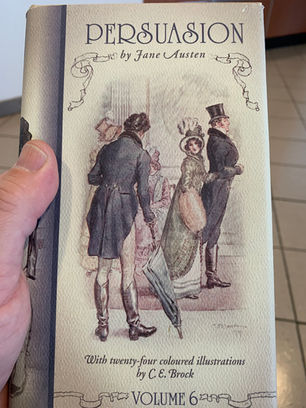 PERSUASION
by Jane Austen
With twenty-four coloured illustrations
by C. E. Brock
VOLUME 6